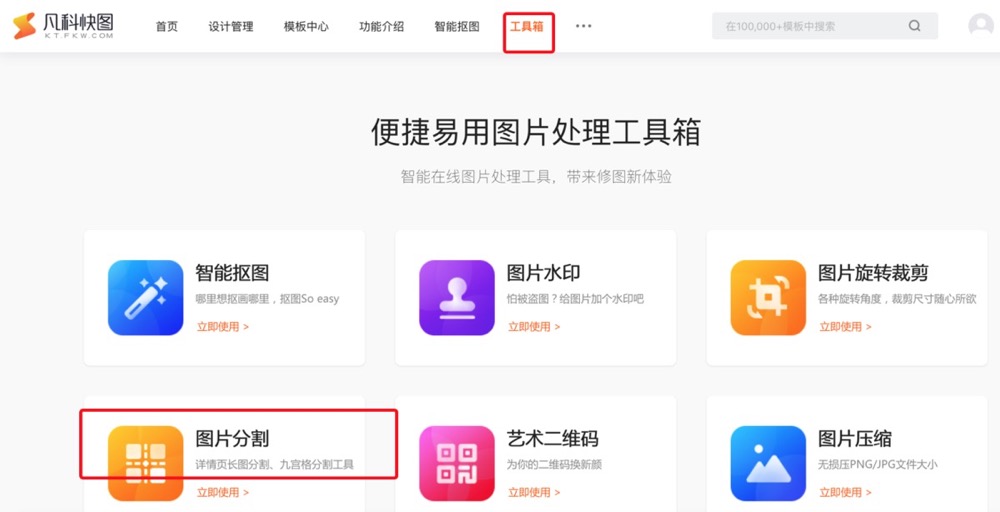 凡科快图
KT.FKW.COM
首页
设计管理
模板中心
功能介绍
智能抠图
工具箱
在100,000+模板中搜索
便捷易用图片处理工具箱
智能在线图片处理工具，带来修图新体验
智能抠图
哪里想抠画哪里，抠图So easy
立即使用 >
图片水印
怕被盗图？给图片加个水印吧
立即使用 >
图片旋转裁剪
各种旋转角度，裁剪尺寸随心所欲
立即使用 >
图片分割
详情页长图分割、九宫格分割工具
立即使用 >
艺术二维码
为你的二维码换新颜
立即使用 >
图片压缩
无损压PNG/JPG文件大小
立即使用 >